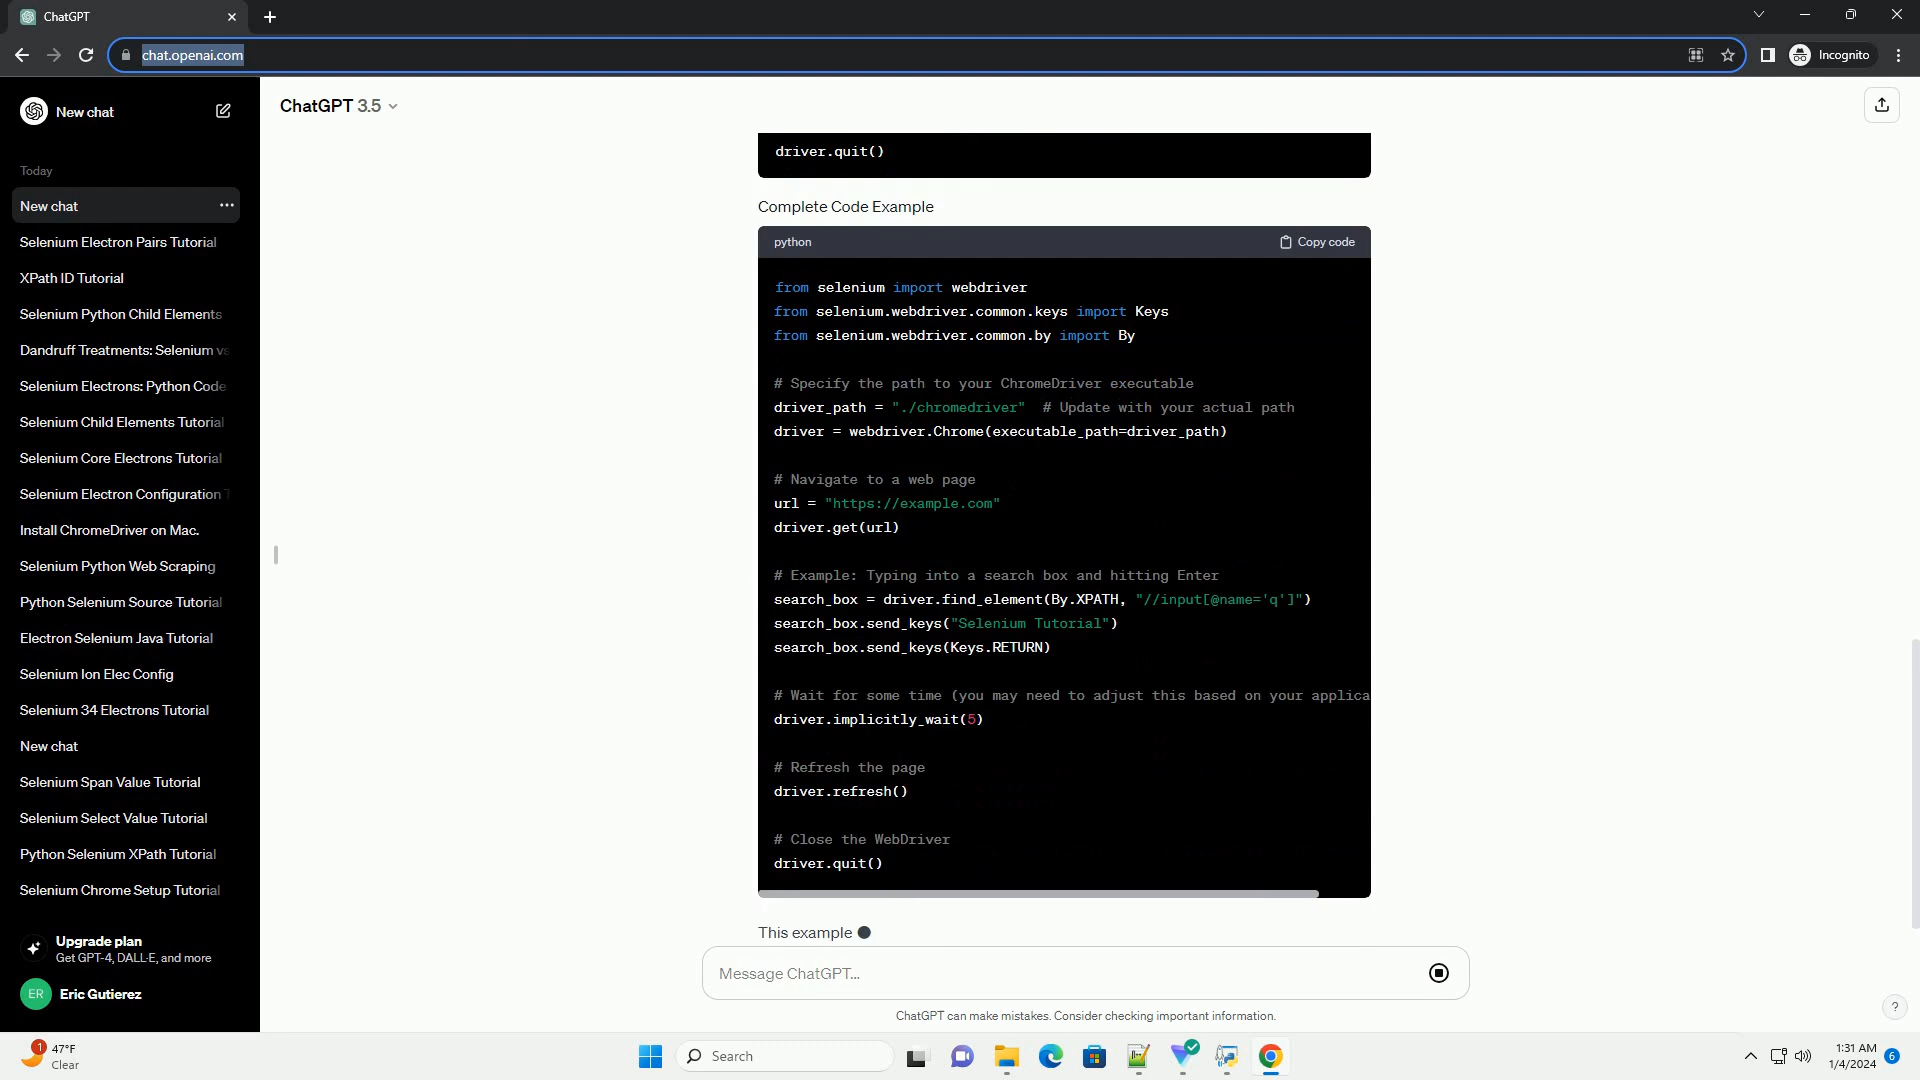 ChatGPT
chat.openai.com
Incognito
New chat
ChatGPT 3.5
Today
New chat
Selenium Electron Pairs Tutorial
XPath ID Tutorial
Selenium Python Child Elements
Dandruff Treatments: Selenium vs
Selenium Electrons: Python Code
Selenium Child Elements Tutorial
Selenium Core Electrons Tutorial
Selenium Electron Configuration T
Install ChromeDriver on Mac.
Selenium Python Web Scraping
Python Selenium Source Tutorial
Electron Selenium Java Tutorial
Selenium Ion Elec Config
Selenium 34 Electrons Tutorial
New chat
Selenium Span Value Tutorial
Selenium Select Value Tutorial
Python Selenium XPath Tutorial
Selenium Chrome Setup Tutorial
Upgrade plan
Get GPT-4, DALL·E, and more
ER
Eric Gutierez
driver.quit()
Complete Code Example
python
Copy code
from selenium import webdriver
from selenium.webdriver.common.keys import Keys
from selenium.webdriver.common.by import By
# Specify the path to your ChromeDriver executable
driver_path = "./chromedriver"  # Update with your actual path
driver = webdriver.Chrome(executable_path=driver_path)
# Navigate to a web page
url = "https://example.com"
driver.get(url)
# Example: Typing into a search box and hitting Enter
search_box = driver.find_element(By.XPATH, "//input[@name='q']")
search_box.send_keys("Selenium Tutorial")
search_box.send_keys(Keys.RETURN)
# Wait for some time (you may need to adjust this based on your applica
driver.implicitly_wait(5)
# Refresh the page
driver.refresh()
# Close the WebDriver
driver.quit()
This example
Message ChatGPT...
ChatGPT can make mistakes. Consider checking important information.
?
1
47°F
Clear
Search
1:31 AM
1/4/2024
6